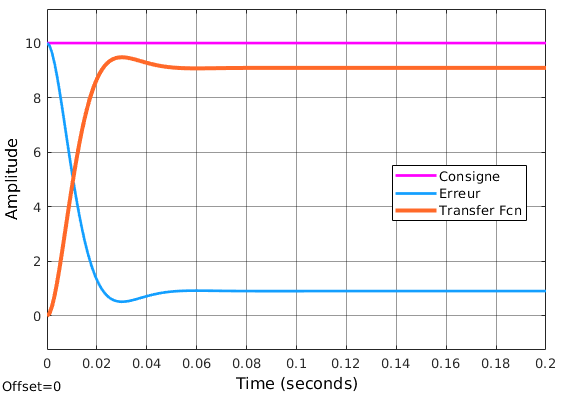 10
8
6
4
2
0
Amplitude
Consigne
Erreur
Transfer Fcn
0 0.02 0.04 0.06 0.08 0.1 0.12 0.14 0.16 0.18 0.2
Offset=0
Time (seconds)